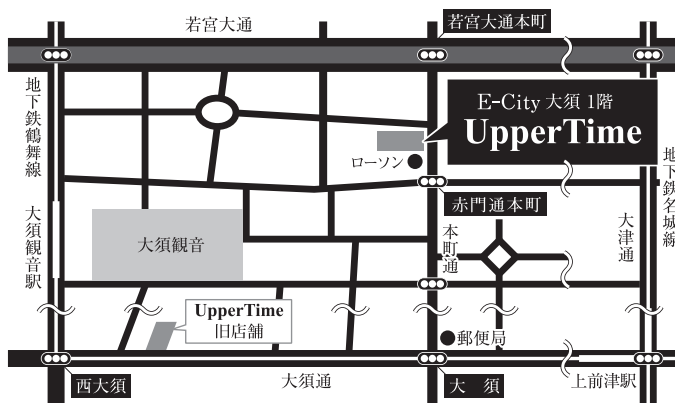 若宮大通
若宮大通本町
地下鉄鶴舞線
E-City 大須 1階
UpperTime
ローソン
地下鉄名城線
赤門通本町
大須観音駅
大須観音
本町通
大津通
UpperTime
旧店舗
郵便局
西大須
大須通
大 須
上前津駅